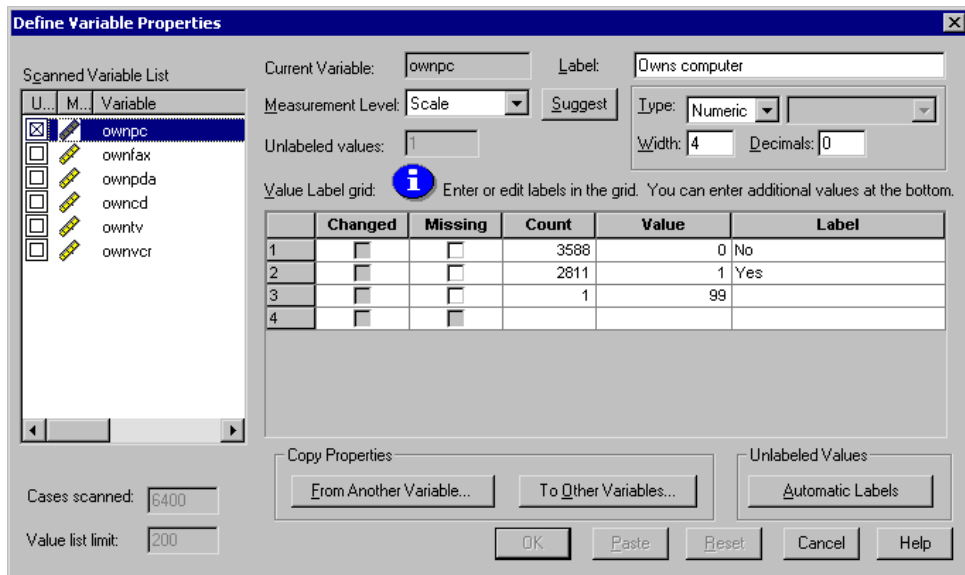 Define Variable Properties
Scanned Variable List
U... M... Variable
ownpc
ownfax
ownpda
owncd
owntv
ownvcr
Cases scanned: 6400
Value list limit: 200
Current Variable: ownpc Label: Owns computer
Measurement Level: Scale Suggest
Type: Numeric
Unlabeled values: 1
Width: 4 Decimals: 0
Value Label grid: i Enter or edit labels in the grid. You can enter additional values at the bottom.
Changed Missing Count Value Label
1 3588 0 No
2 2811 1 Yes
3 1 99
4
Copy Properties
From Another Variable... To Other Variables...
Unlabeled Values
Automatic Labels
OK Paste Reset Cancel Help